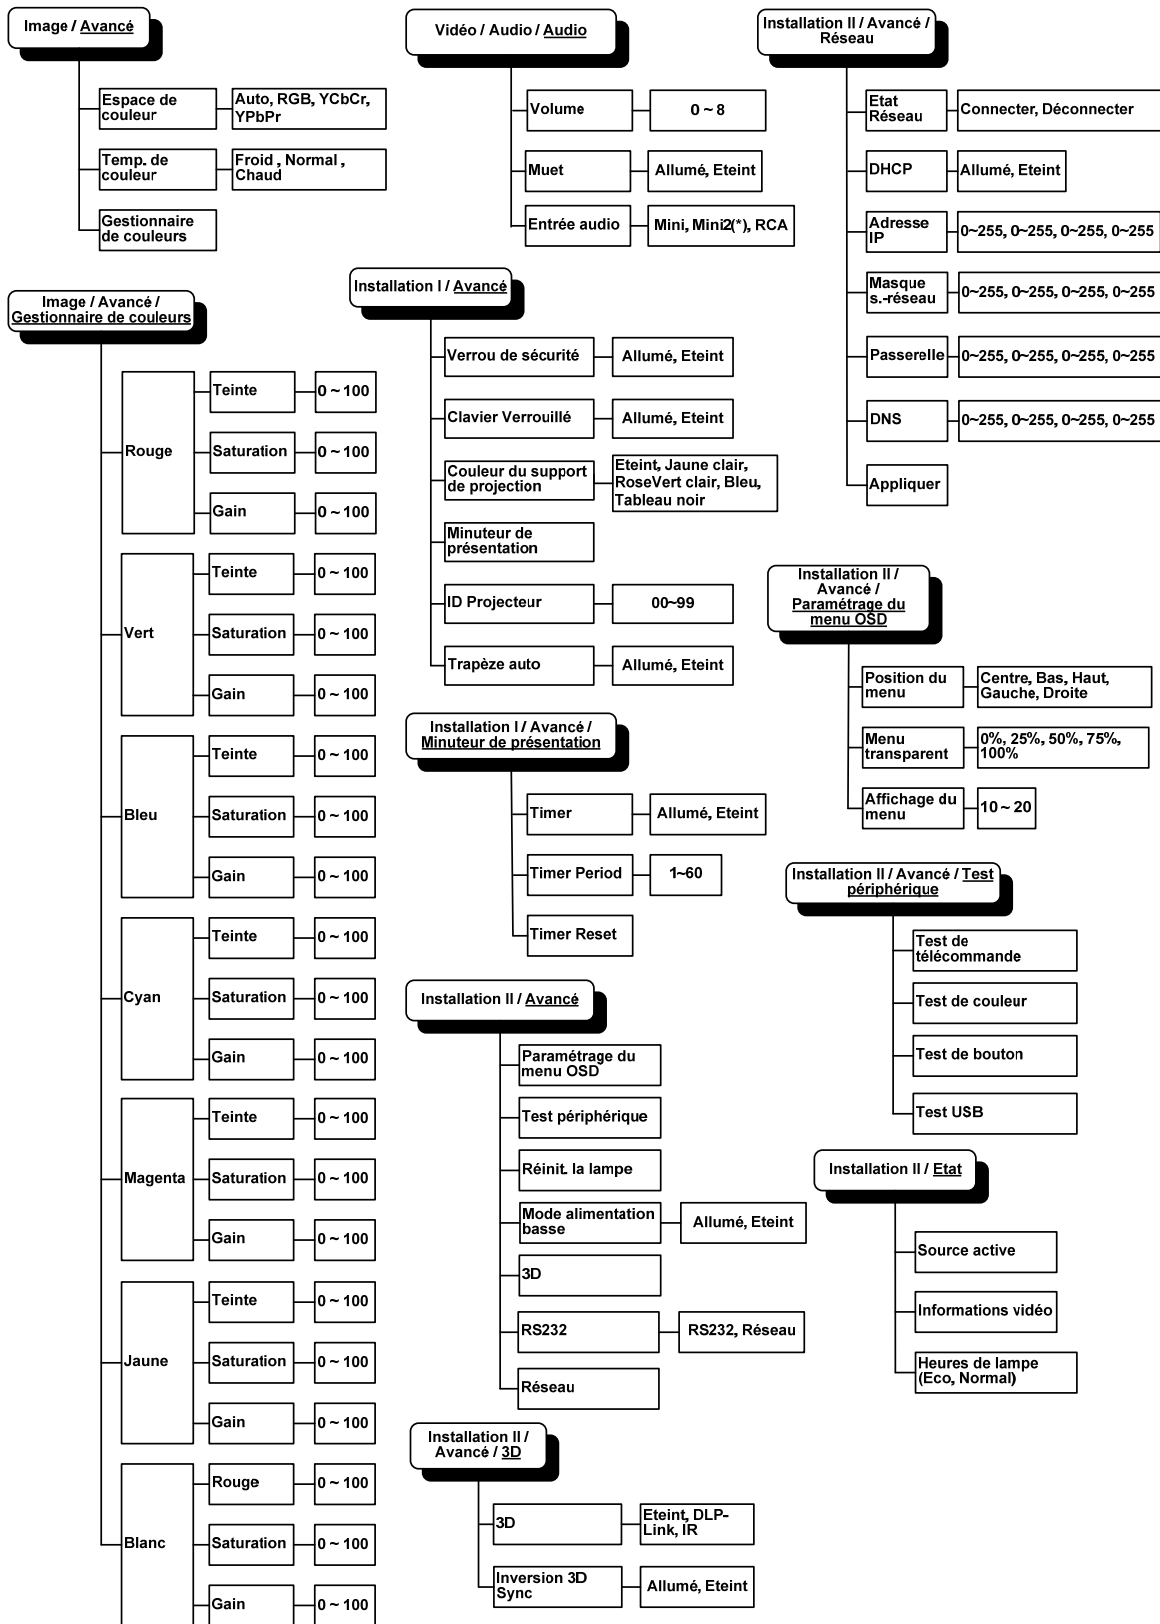 Image / Avancé
Espace de
couleur
Auto, RGB, YCbCr,
YPbPr
Temp. de
couleur
Froid , Normal ,
Chaud
Gestionnaire
de couleurs
Image / Avancé /
Gestionnaire de couleurs
Rouge
Teinte
0 ~ 100
Saturation
0 ~ 100
Gain
0 ~ 100
Vert
Teinte
0 ~ 100
Saturation
0 ~ 100
Gain
0 ~ 100
Bleu
Teinte
0 ~ 100
Saturation
0 ~ 100
Gain
0 ~ 100
Cyan
Teinte
0 ~ 100
Saturation
0 ~ 100
Gain
0 ~ 100
Magenta
Teinte
0 ~ 100
Saturation
0 ~ 100
Gain
0 ~ 100
Jaune
Teinte
0 ~ 100
Saturation
0 ~ 100
Gain
0 ~ 100
Blanc
Rouge
0 ~ 100
Saturation
0 ~ 100
Gain
0 ~ 100
Vidéo / Audio / Audio
Volume
0 ~ 8
Muet
Allumé, Eteint
Entrée audio
Mini, Mini2(*), RCA
Installation I / Avancé
Verrou de sécurité
Allumé, Eteint
Clavier Verrouillé
Allumé, Eteint
Couleur du support
de projection
Eteint, Jaune clair,
RoseVert clair, Bleu,
Tableau noir
Minuteur de
présentation
ID Projecteur
00~99
Trapèze auto
Allumé, Eteint
Installation I / Avancé /
Minuteur de présentation
Timer
Allumé, Eteint
Timer Period
1~60
Timer Reset
Installation II / Avancé
Paramétrage du
menu OSD
Test périphérique
Réinit. la lampe
Mode alimentation
basse
Allumé, Eteint
3D
RS232
RS232, Réseau
Réseau
Installation II /
Avancé / 3D
3D
Eteint, DLP-
Link, IR
Inversion 3D
Sync
Allumé, Eteint
Installation II / Avancé /
Réseau
Etat
Réseau
Connecter, Déconnecter
DHCP
Allumé, Eteint
Adresse
IP
0~255, 0~255, 0~255, 0~255
Masque
s.-réseau
0~255, 0~255, 0~255, 0~255
Passerelle
0~255, 0~255, 0~255, 0~255
DNS
0~255, 0~255, 0~255, 0~255
Appliquer
Installation II /
Avancé /
Paramétrage du
menu OSD
Position du
menu
Centre, Bas, Haut,
Gauche, Droite
Menu
transparent
0%, 25%, 50%, 75%,
100%
Affichage du
menu
10 ~ 20
Installation II / Avancé / Test
périphérique
Test de
télécommande
Test de couleur
Test de bouton
Test USB
Installation II / Etat
Source active
Informations vidéo
Heures de lampe
(Eco, Normal)